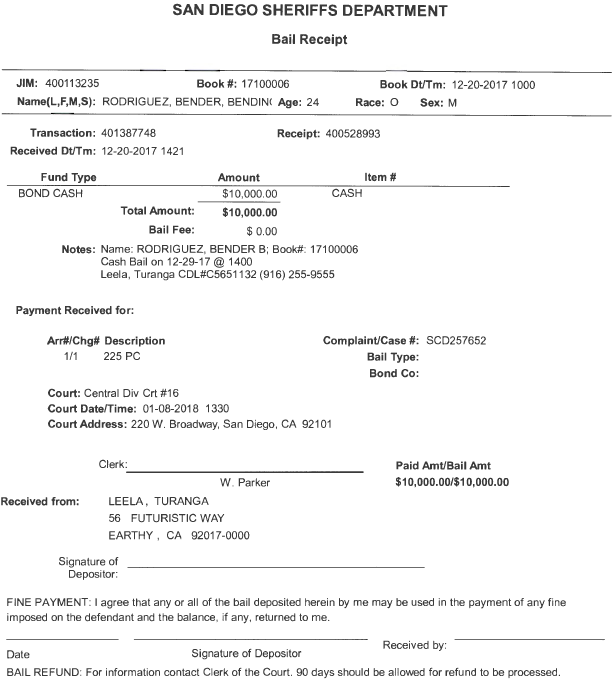 SAN DIEGO SHERIFFS DEPARTMENT
Bail Receipt
JIM: 400113235 Book #: 17100006 Book Dt/Tm: 12-20-2017 1000
Name(L,F,M,S): RODRIGUEZ, BENDER, BENDING Age: 24 Race: O Sex: M
Transaction: 401387748 Receipt: 400528993
Received Dt/Tm: 12-20-2017 1421
Fund Type Amount Item #
BOND CASH $10,000.00 CASH
Total Amount: $10,000.00
Bail Fee: $ 0.00
Notes: Name: RODRIGUEZ, BENDER B; Book#: 17100006
Cash Bail on 12-29-17 @ 1400
Leela, Turanga CDL#C5651132 (916) 255-9555
Payment Received for:
Arr#/Chg# Description Complaint/Case #: SCD257652
1/1 225 PC Bail Type:
Bond Co:
Court: Central Div Crt #16
Court Date/Time: 01-08-2018 1330
Court Address: 220 W. Broadway, San Diego, CA 92101
Clerk: Paid Amt/Bail Amt
W. Parker $10,000.00/$10,000.00
Received from: LEELA , TURANGA
56 FUTURISTIC WAY
EARTHY , CA 92017-0000
Signature of
Depositor:
FINE PAYMENT: I agree that any or all of the bail deposited herein by me may be used in the payment of any fine
imposed on the defendant and the balance, if any, returned to me.
Date Signature of Depositor Received by:
BAIL REFUND: For information contact Clerk of the Court. 90 days should be allowed for refund to be processed.